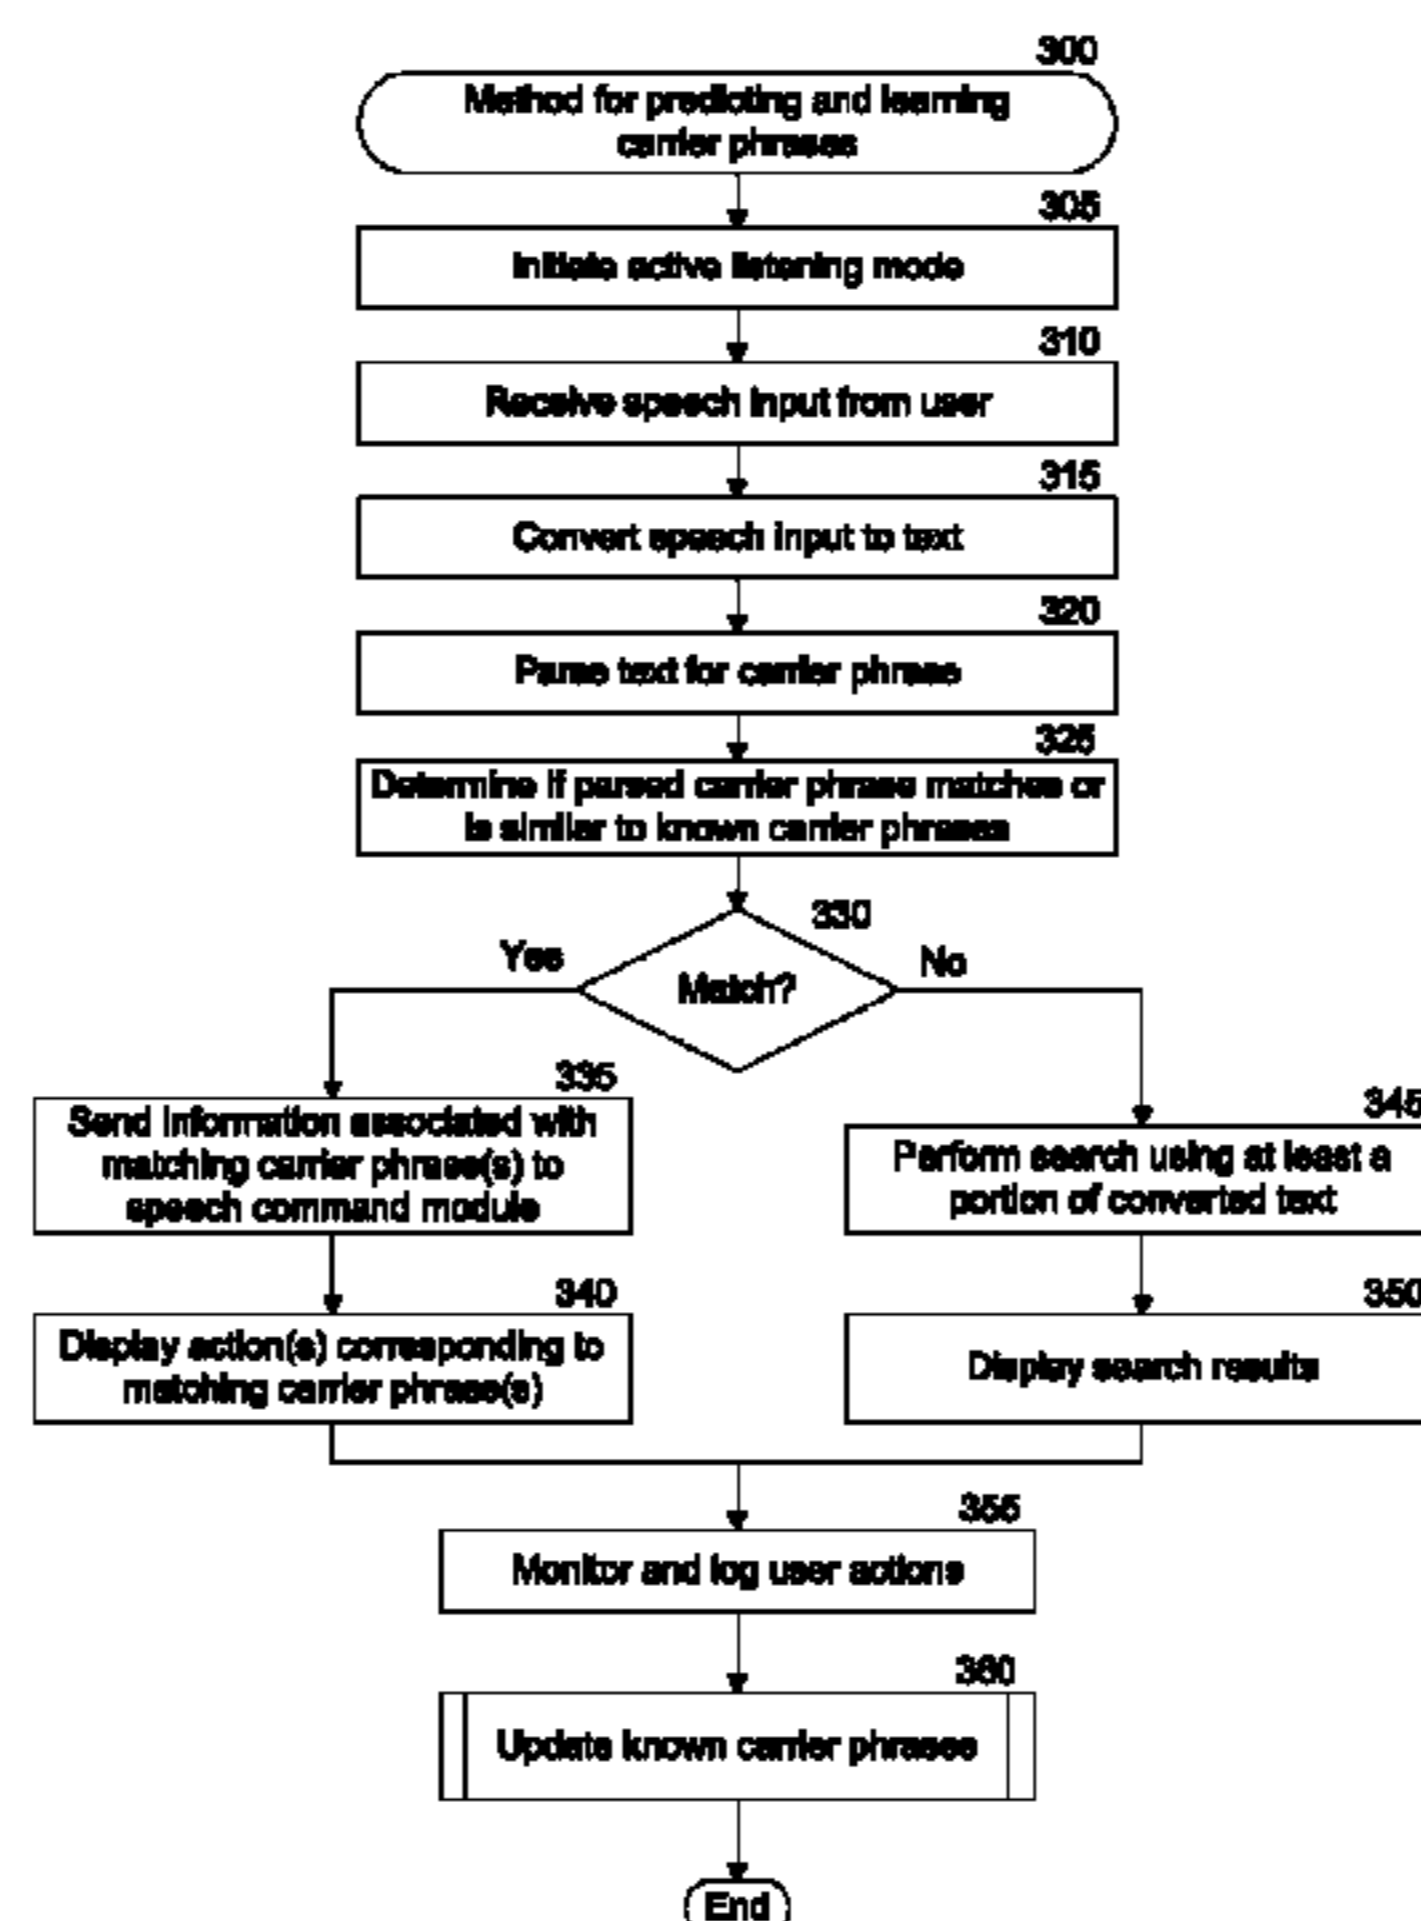 300
Method for predicting and learning
carrier phrases
305
Initiate active listening mode
310
Receive speech input from user
315
Convert speech input to text
320
Parse text for carrier phrase
325
Determine if parsed carrier phrase matches or
is similar to known carrier phrases
330
Yes
No
Match?
335
Send information associated with
matching carrier phrase(s) to
speech command module
345
Perform search using at least a
portion of converted text
340
Display action(s) corresponding to
matching carrier phrase(s)
350
Display search results
355
Monitor and log user actions
360
Update known carrier phrases
End